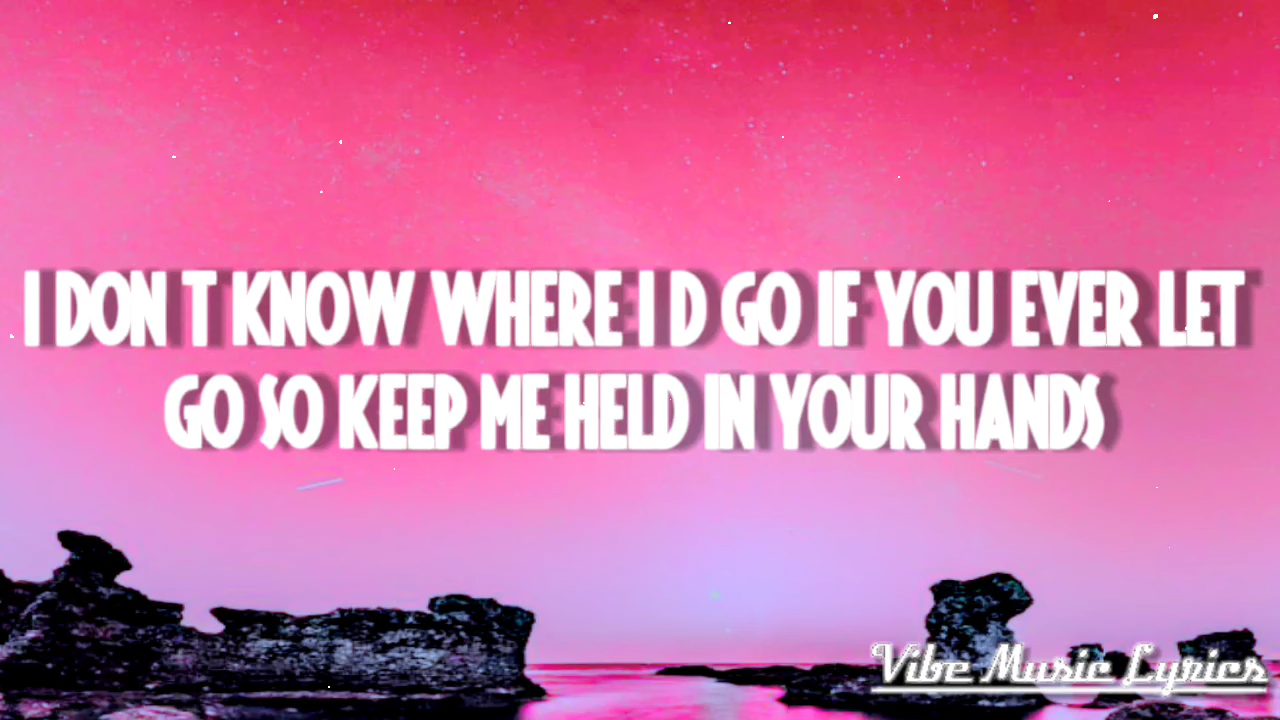 I DON T KNOW WHERE I D GO IF YOU EVER LET
GO SO KEEP ME HELD IN YOUR HANDS
Vibe Music Lyrics